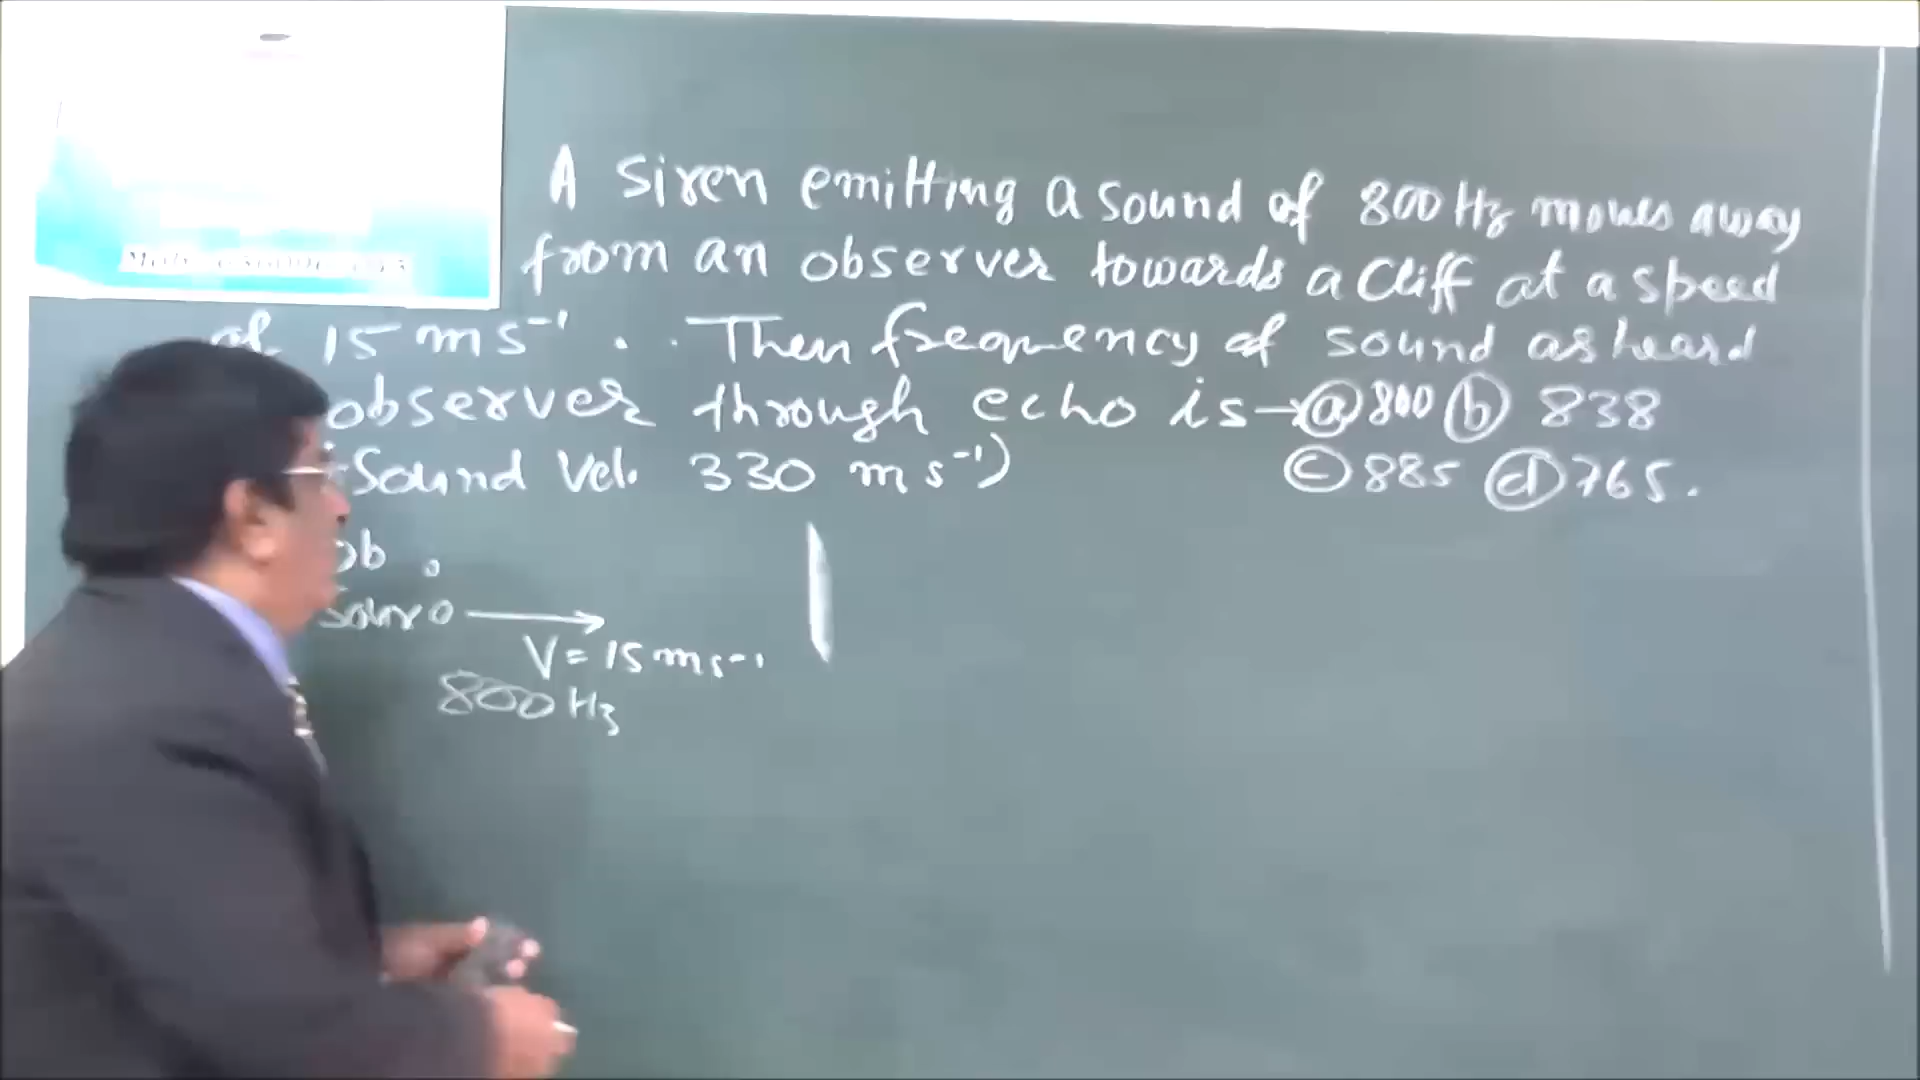 A Siren emitting a sound of 800 Hz moves away
from an observer towards a Cliff at a speed
of 15 ms⁻¹ . . Then frequency of sound as heard
observer through echo is → ⓐ 800 ⓑ 838
Sound Vel. 330 ms⁻¹) ⓒ 885 ⓓ 765.
ob
V = 15 ms⁻¹
800 Hz